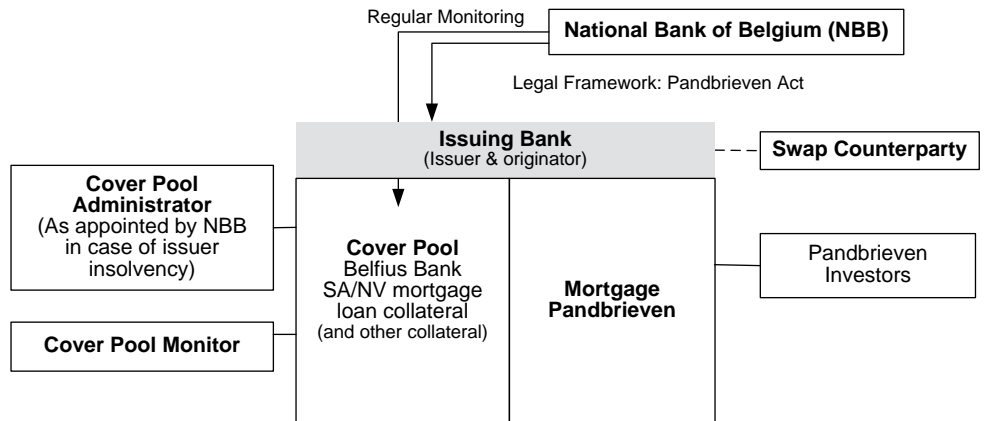 Regular Monitoring
National Bank of Belgium (NBB)
Legal Framework: Pandbrieven Act
Issuing Bank
(Issuer & originator)
Swap Counterparty
Cover Pool
Administrator
(As appointed by NBB
in case of issuer
insolvency)
Cover Pool
Belfius Bank
SA/NV mortgage
loan collateral
(and other collateral)
Mortgage
Pandbrieven
Pandbrieven
Investors
Cover Pool Monitor